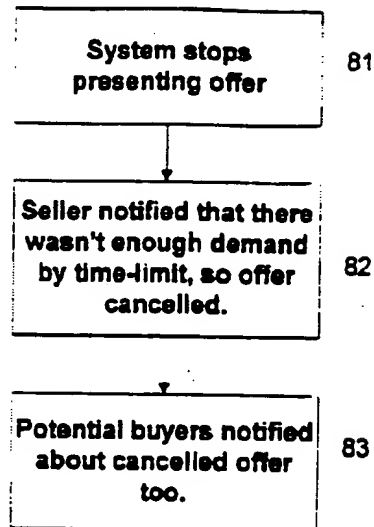 System stops
presenting offer
81
Seller notified that there
wasn't enough demand
by time-limit, so offer
cancelled.
82
Potential buyers notified
about cancelled offer
too.
83